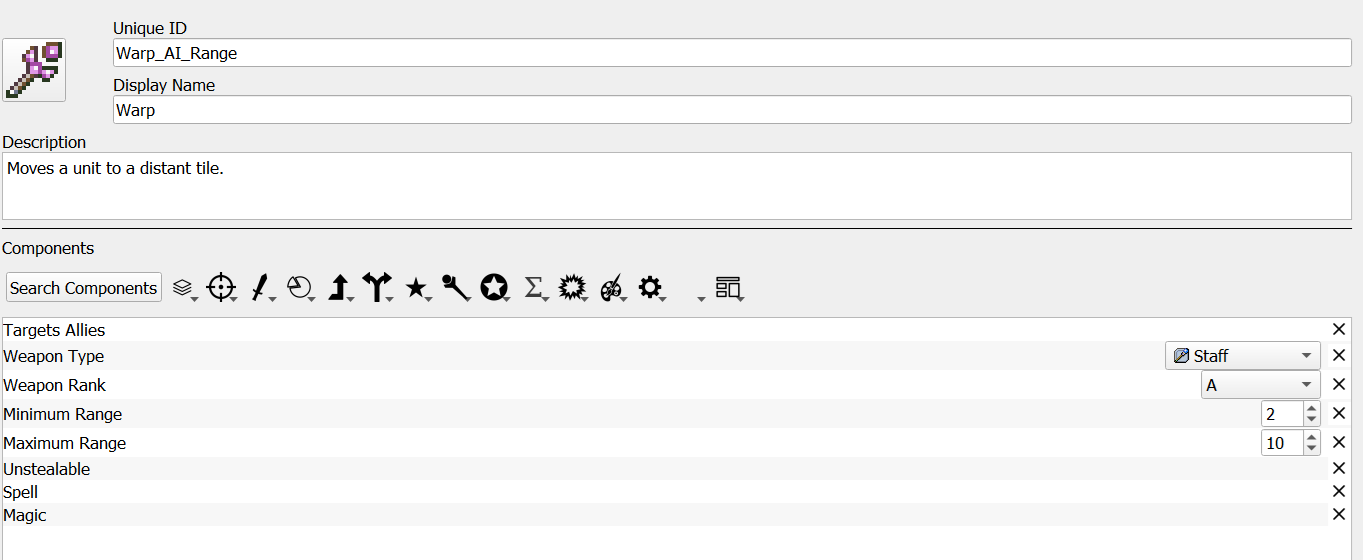 Unique ID
Warp_AI_Range
Display Name
Warp
Description
Moves a unit to a distant tile.
Components
Search Components
Targets Allies
Weapon Type Staff
Weapon Rank A
Minimum Range 2
Maximum Range 10
Unstealable
Spell
Magic